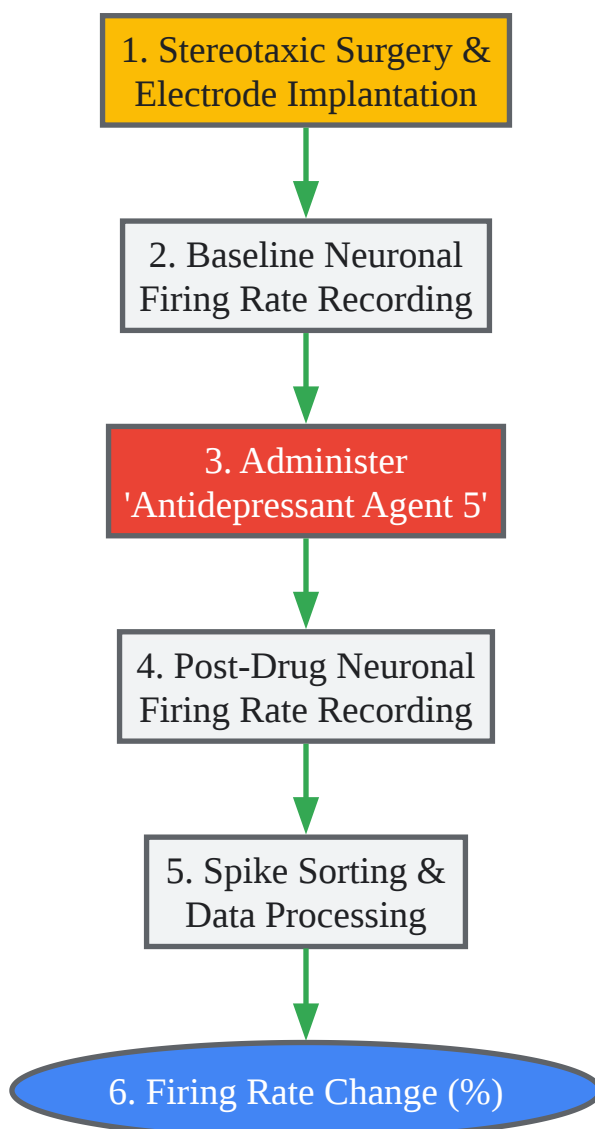 1. Stereotaxic Surgery &
Electrode Implantation
2. Baseline Neuronal
Firing Rate Recording
3. Administer
'Antidepressant Agent 5'
4. Post-Drug Neuronal
Firing Rate Recording
5. Spike Sorting &
Data Processing
6. Firing Rate Change (%)